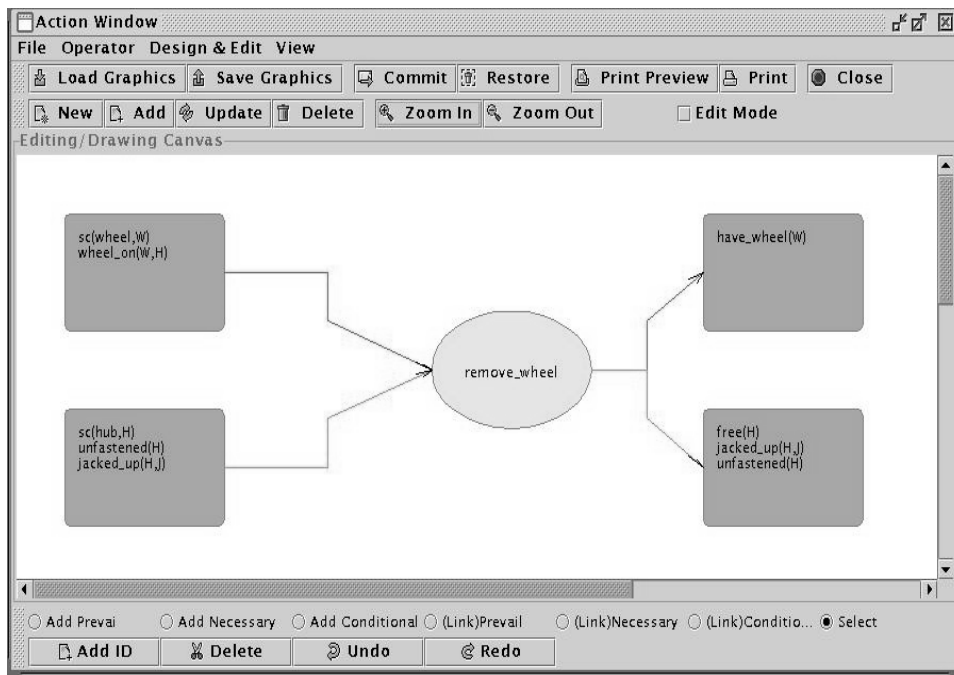 Action Window
File Operator Design & Edit View
Load Graphics Save Graphics Commit Restore Print Preview Print Close
New Add Update Delete Zoom In Zoom Out Edit Mode
Editing/Drawing Canvas
sc(wheel,W)
wheel_on(W,H)
have_wheel(W)
remove_wheel
sc(hub,H)
unfastened(H)
jacked_up(H,J)
free(H)
jacked_up(H,J)
unfastened(H)
Add Prevai Add Necessary Add Conditional (Link)Prevail (Link)Necessary (Link)Conditio... Select
Add ID Delete Undo Redo